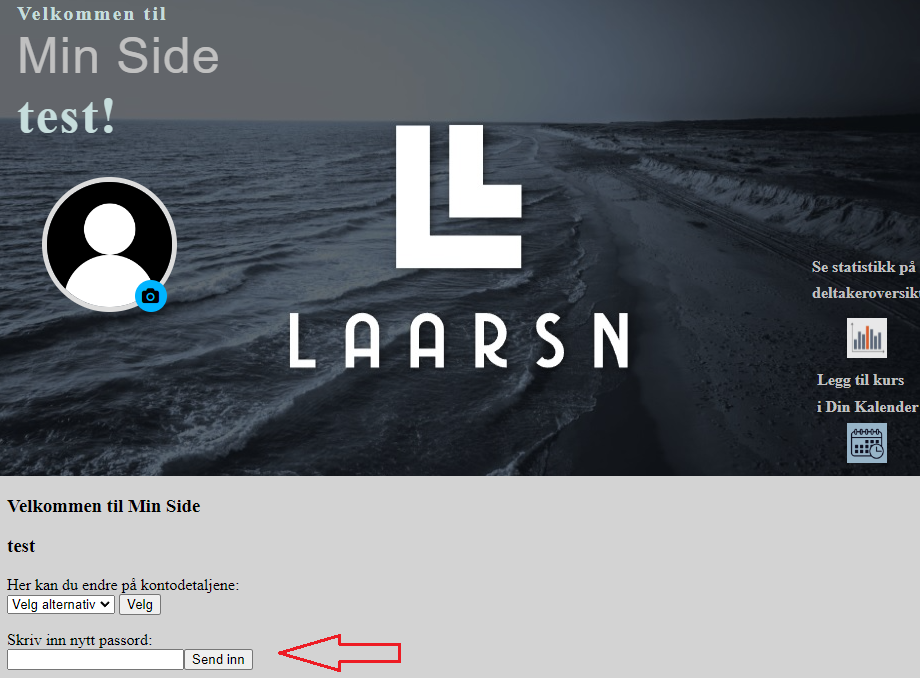 Velkommen til
Min Side
test!
LAARSN
Se statistikk på
Legg til kurs
i Din Kalender
Velkommen til Min Side
test
Her kan du endre på kontodetaljene:
Velg alternativ Velg
Skriv inn nytt passord:
Send inn